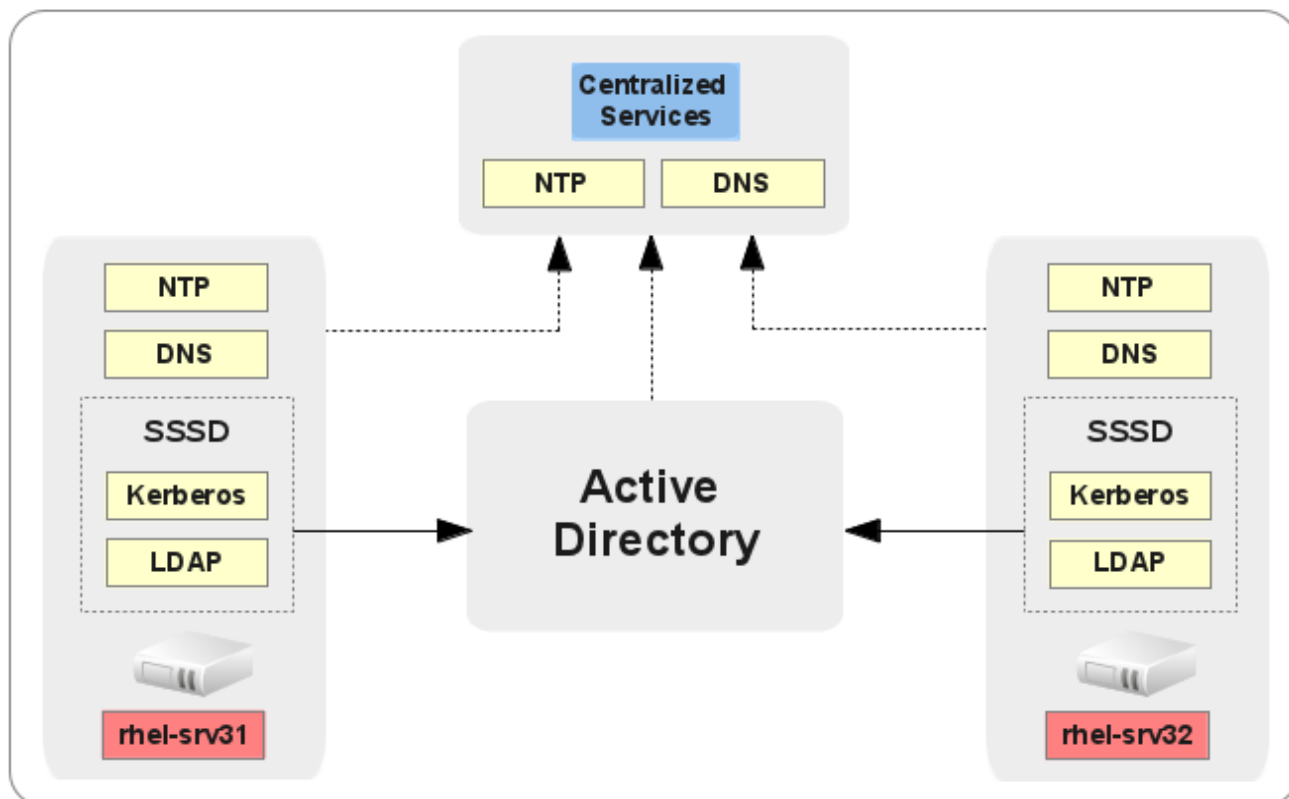 Centralized
Services
NTP
DNS
NTP
DNS
SSSD
Kerberos
LDAP
rhel-srv31
Active
Directory
NTP
DNS
SSSD
Kerberos
LDAP
rhel-srv32